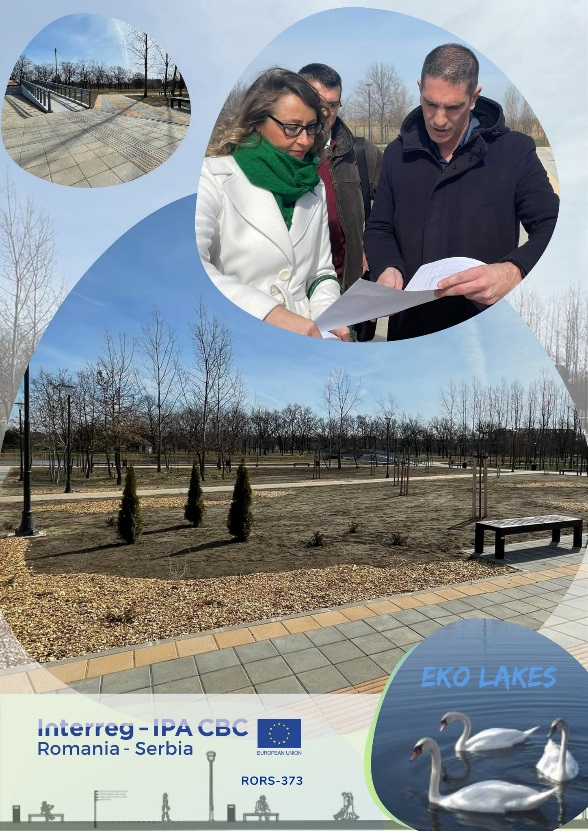 EKO LAKES
Interreg - IPA CBC
Romania - Serbia
EUROPEAN UNION
RORS-373